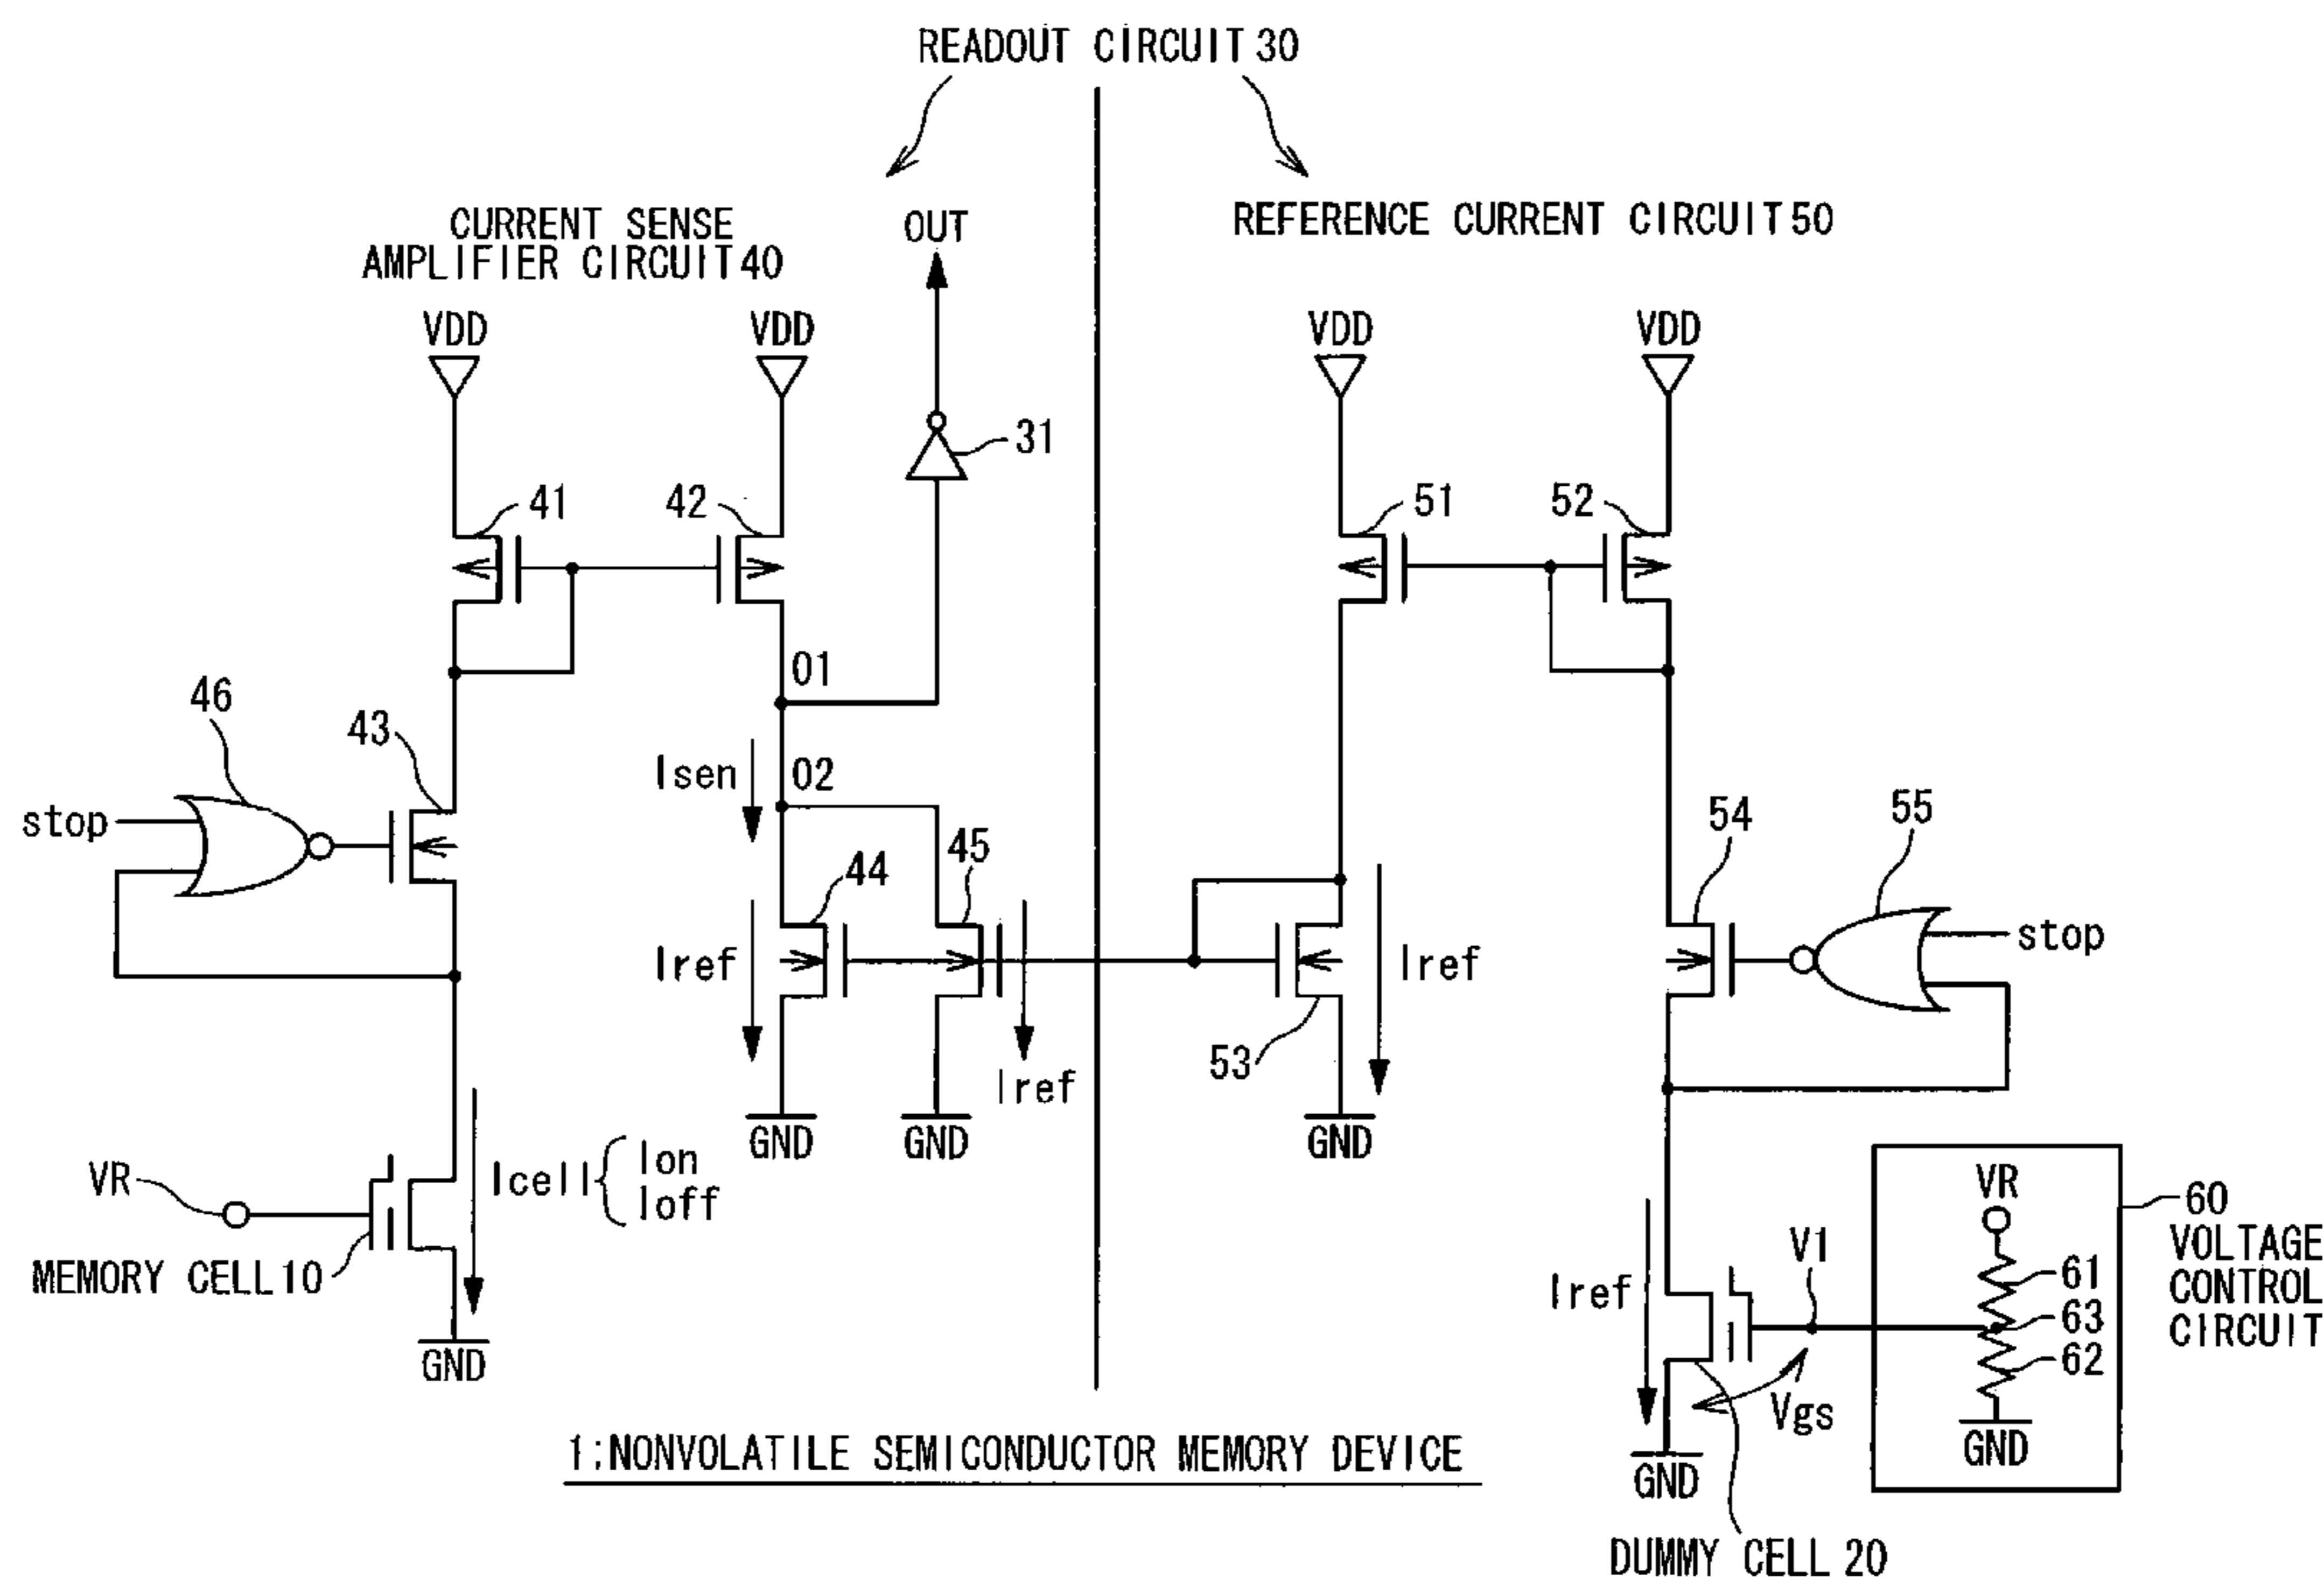 READOUT CIRCUIT 30
CURRENT SENSE
AMPLIFIER CIRCUIT 40
OUT
REFERENCE CURRENT CIRCUIT 50
VDD
VDD
VDD
VDD
31
41
42
51
52
O1
46
43
Isen
O2
stop
44
45
54
55
stop
Iref
Iref
Iref
53
GND
GND
GND
VR
Icell
Ion
Ioff
MEMORY CELL 10
GND
VR
60
VOLTAGE
CONTROL
CIRCUIT
V1
61
63
62
Iref
Vgs
GND
GND
1:NONVOLATILE SEMICONDUCTOR MEMORY DEVICE
DUMMY CELL 20